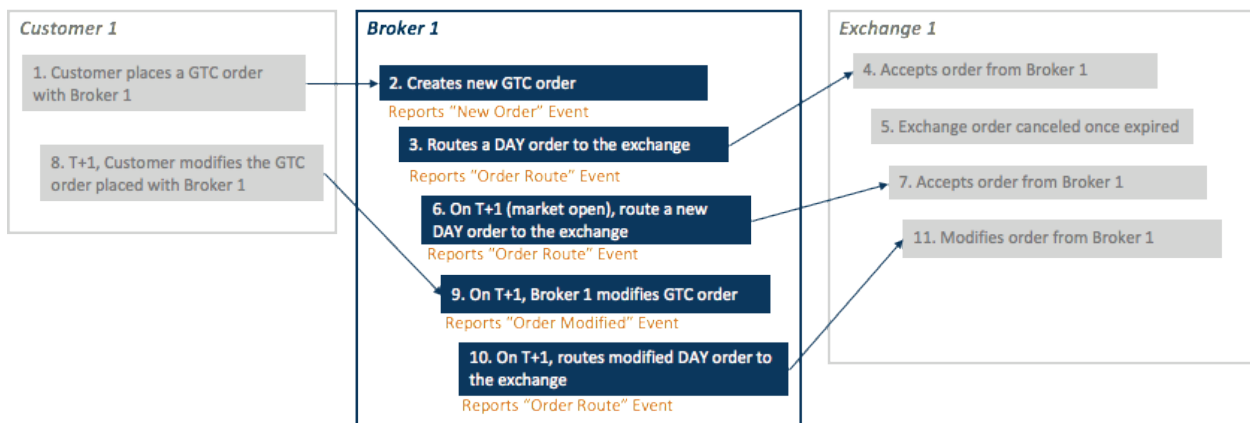 Customer 1
1. Customer places a GTC order
with Broker 1
8. T+1, Customer modifies the GTC
order placed with Broker 1
Broker 1
2. Creates new GTC order
Reports "New Order" Event
3. Routes a DAY order to the exchange
Reports "Order Route" Event
6. On T+1 (market open), route a new
DAY order to the exchange
Reports "Order Route" Event
9. On T+1, Broker 1 modifies GTC order
Reports "Order Modified" Event
10. On T+1, routes modified DAY order to
the exchange
Reports "Order Route" Event
Exchange 1
4. Accepts order from Broker 1
5. Exchange order canceled once expired
7. Accepts order from Broker 1
11. Modifies order from Broker 1